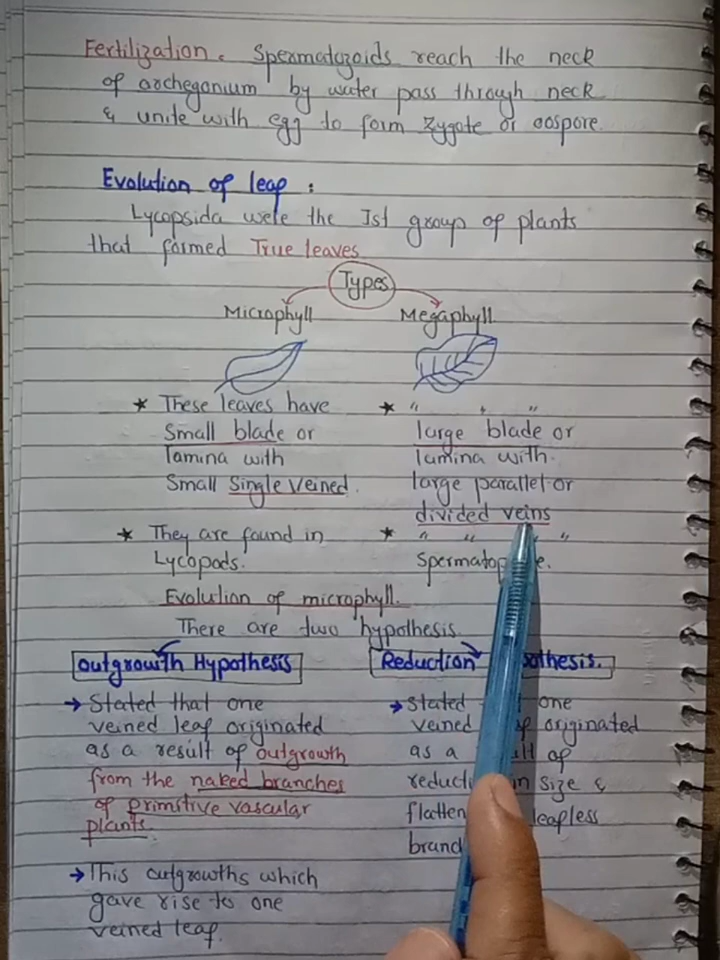 Fertilization. Spermatozoids reach the neck
of archegonium by water pass through neck
& unite with egg to form zygote or oospore.
Evolution of leaf :
Lycopsida were the Ist group of plants
that formed True leaves
Types
Microphyll
Megaphyll
* These leaves have
Small blade or
lamina with
Small Single veined.
* " " "
large blade or
lamina with
large parallel or
divided veins
* They are found in
Lycopods.
* " " " "
Evolution of microphyll.
There are two hypothesis.
Outgrowth Hypothesis
→ Stated that one
veined leaf originated
as a result of outgrowth
from the naked branches
of primitive vascular
plants.
→ This outgrowths which
gave rise to one
veined leaf.
Reduction
→ Stated one
veined originated
as a of
in size &
leafless